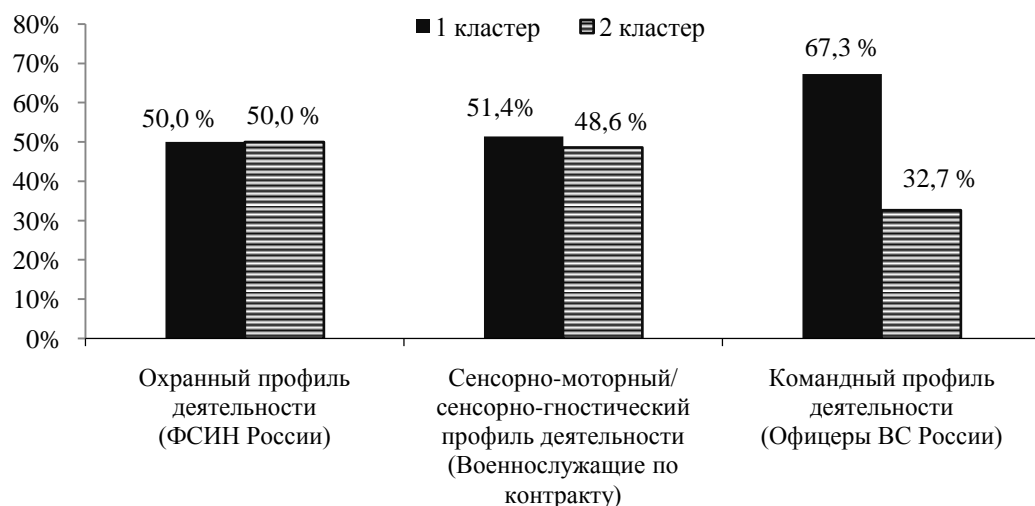 80%
70%
60%
50%
40%
30%
20%
10%
0%
1 кластер 2 кластер
50,0 % 50,0 %
51,4% 48,6 %
67,3 %
32,7 %
Охранный профиль
деятельности
(ФСИН России)
Сенсорно-моторный/
сенсорно-гностический
профиль деятельности
(Военнослужащие по
контракту)
Командный профиль
деятельности
(Офицеры ВС России)